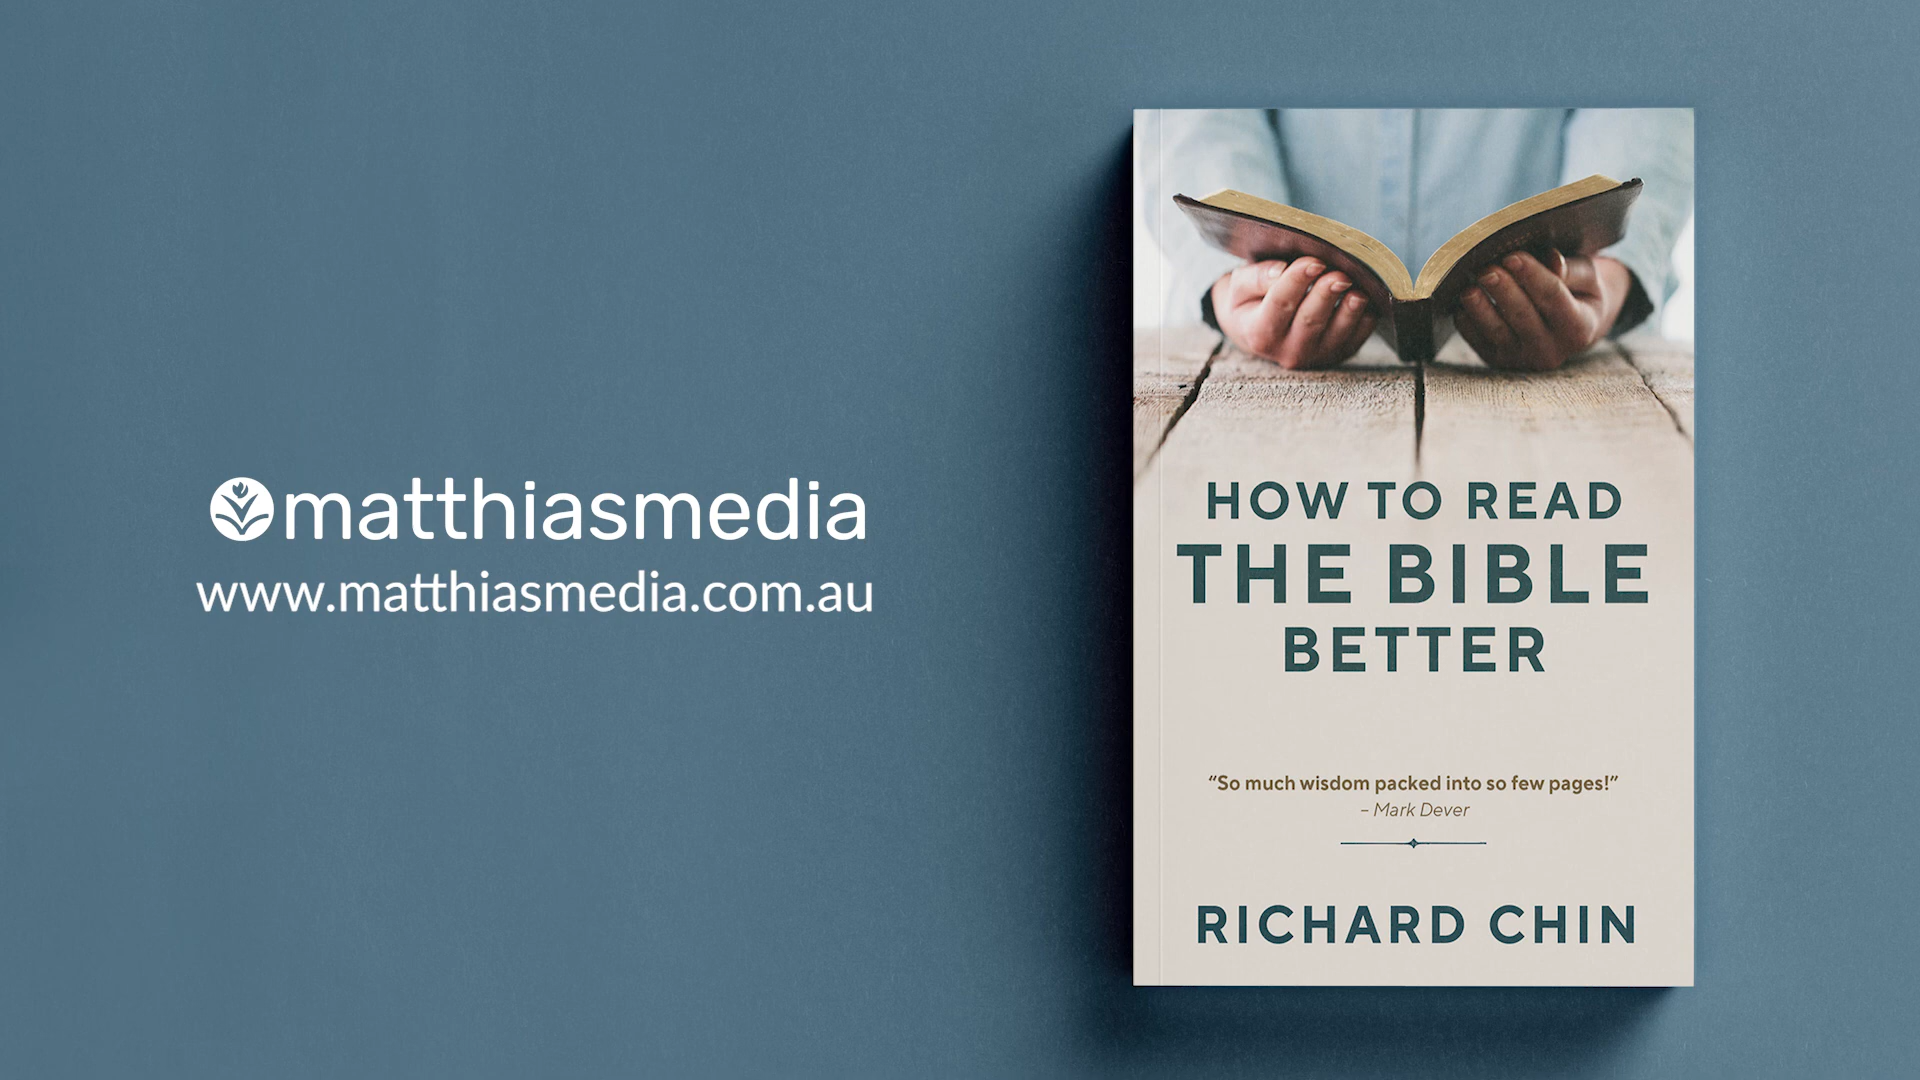 matthiasmedia
www.matthiasmedia.com.au
HOW TO READ
THE BIBLE
BETTER
“So much wisdom packed into so few pages!”
– Mark Dever
RICHARD CHIN